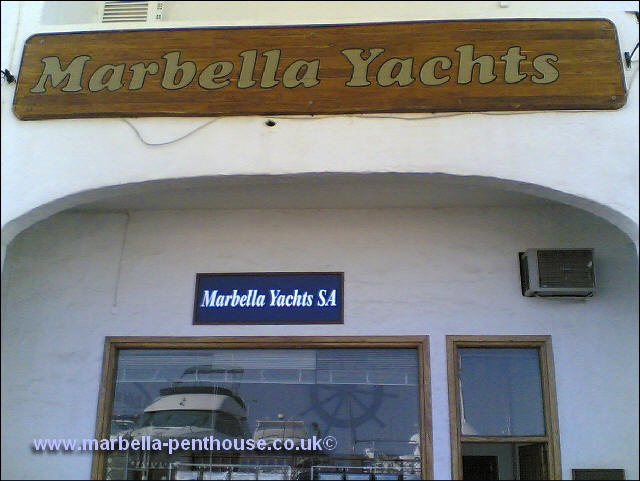 Marbella Yachts
Marbella Yachts SA
www.marbella-penthouse.co.uk©